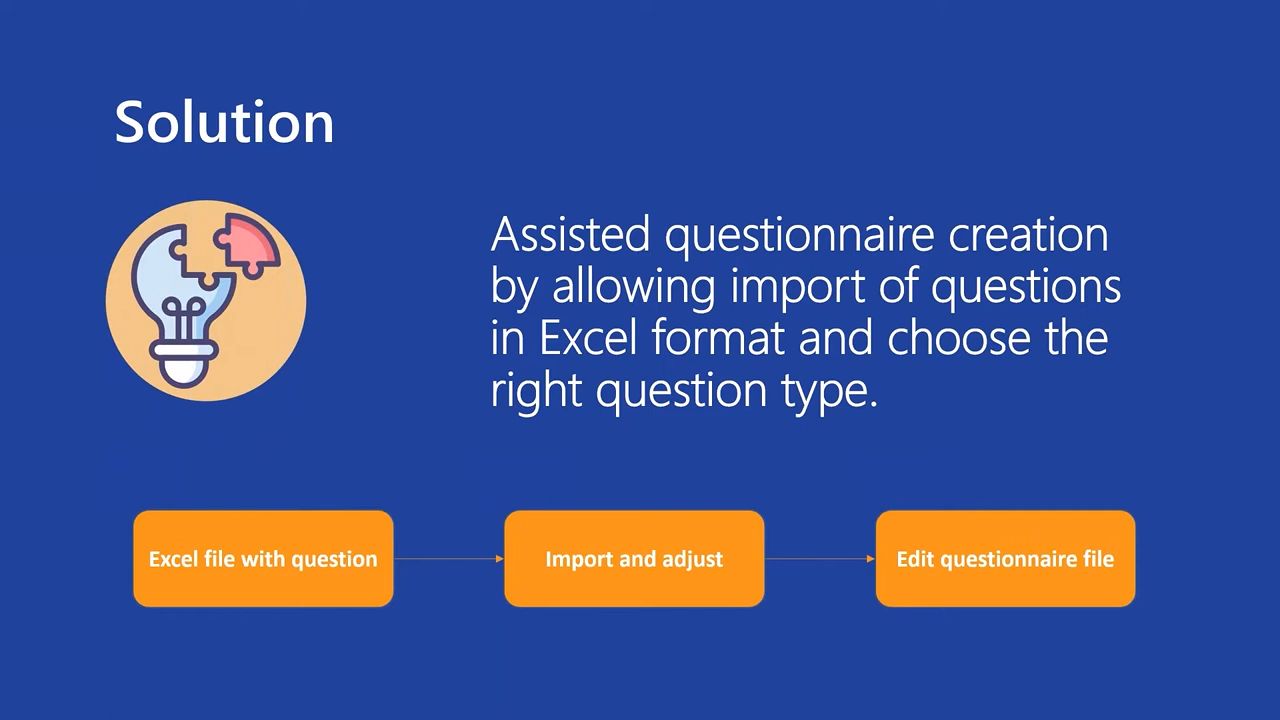 Solution
Assisted questionnaire creation
by allowing import of questions
in Excel format and choose the
right question type.
Excel file with question
Import and adjust
Edit questionnaire file